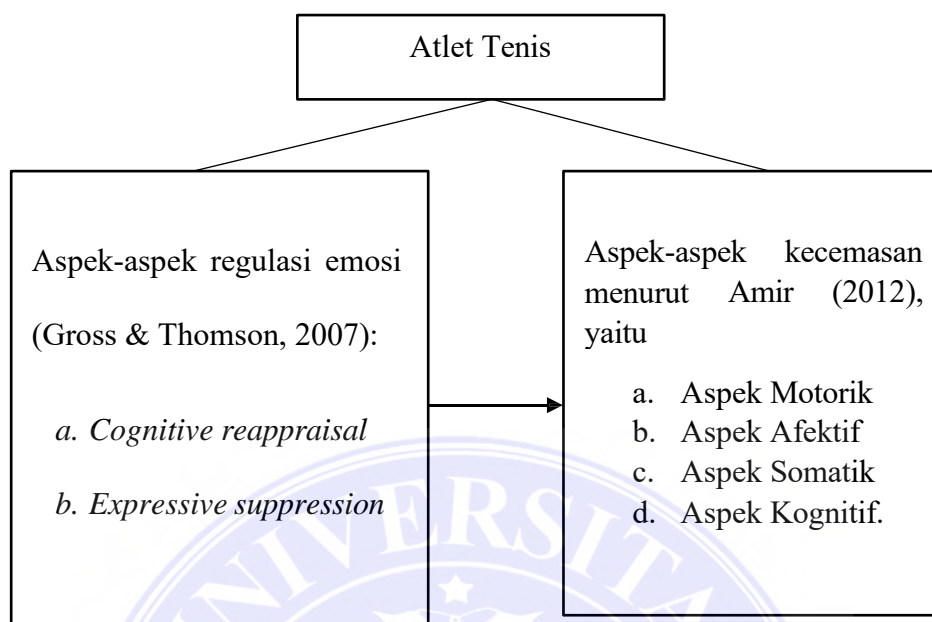 Atlet Tenis
Aspek-aspek regulasi emosi
(Gross & Thomson, 2007):
a. Cognitive reappraisal
b. Expressive suppression
Aspek-aspek kecemasan
menurut Amir (2012),
yaitu
a. Aspek Motorik
b. Aspek Afektif
c. Aspek Somatik
d. Aspek Kognitif.
NIVERSITA